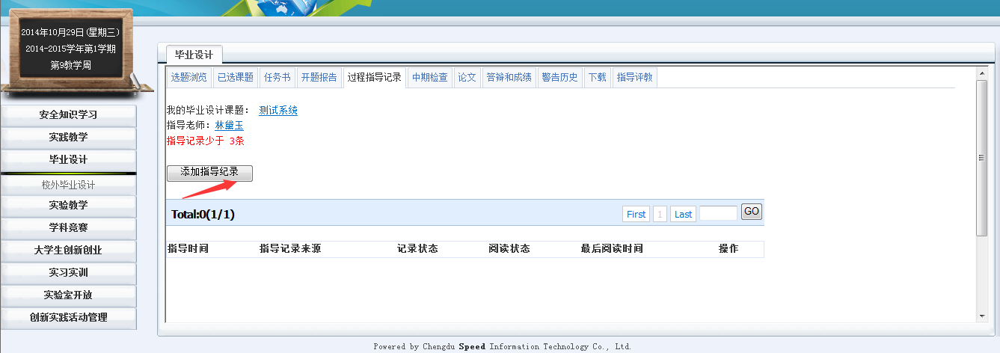 2014年10月29日(星期三)
2014-2015学年第1学期
第9教学周
安全知识学习
实践教学
毕业设计
校外毕业设计
实验教学
学科竞赛
大学生创新创业
实习实训
实验室开放
创新实践活动管理
毕业设计
选题浏览 已选课题 任务书 开题报告 过程指导记录 中期检查 论文 答辩和成绩 警告历史 下载 指导评教
我的毕业设计课题： 测试系统
指导老师：林黛玉
指导记录少于 3条
添加指导纪录
Total:0(1/1) First 1 Last GO
指导时间 指导记录来源 记录状态 阅读状态 最后阅读时间 操作
Powered by Chengdu Speed Information Technology Co., Ltd.